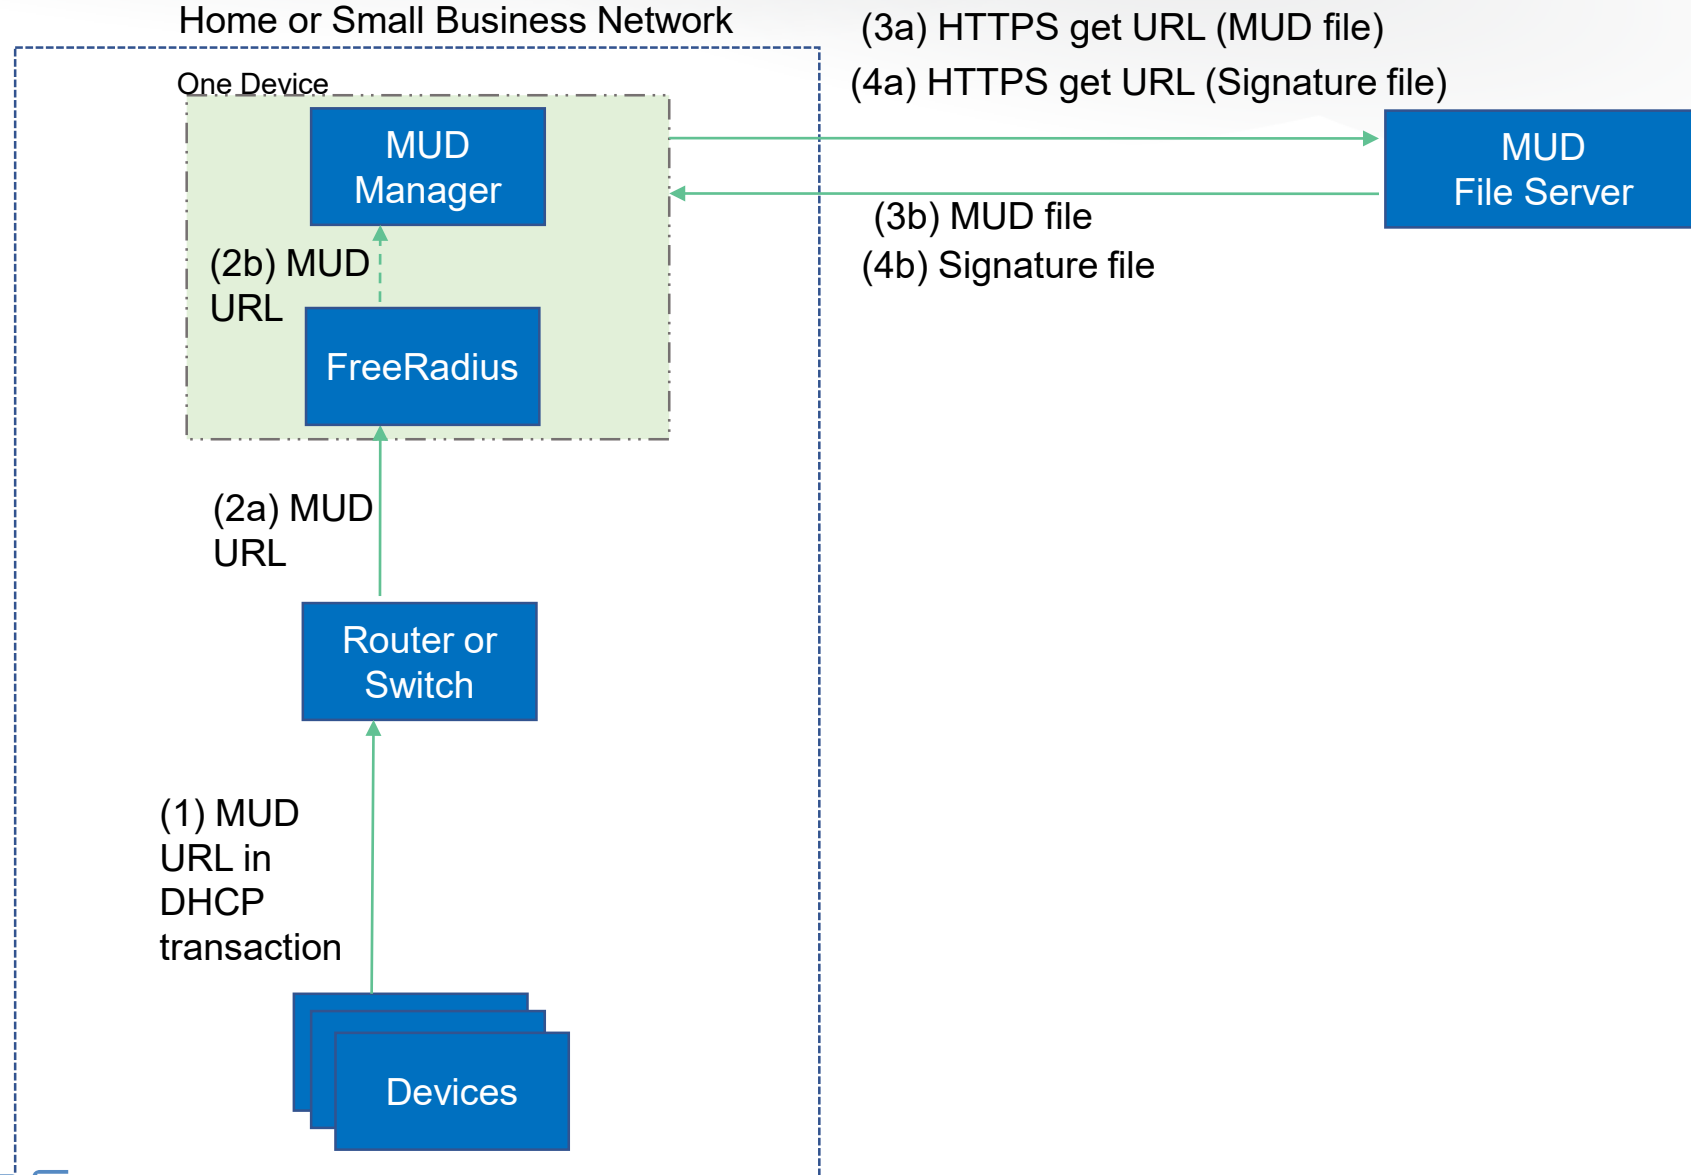 Home or Small Business Network
(3a) HTTPS get URL (MUD file)
(4a) HTTPS get URL (Signature file)
One Device
MUD
Manager
MUD
File Server
(3b) MUD file
(4b) Signature file
(2b) MUD
URL
FreeRadius
(2a) MUD
URL
Router or
Switch
(1) MUD
URL in
DHCP
transaction
Devices